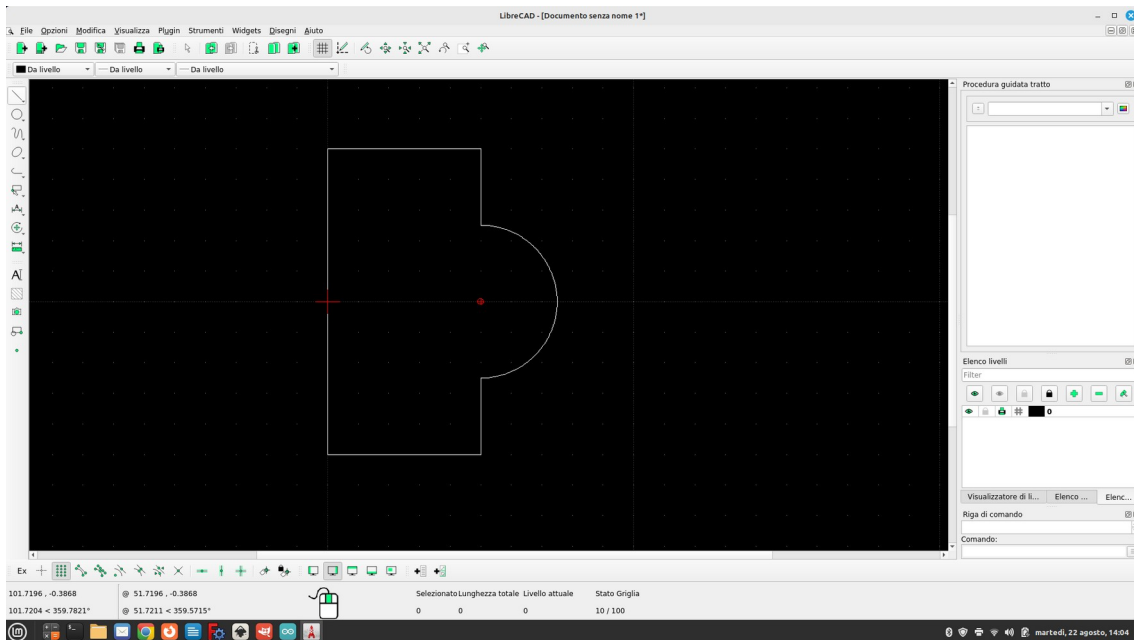 LibreCAD - [Documento senza nome 1*]
File Opzioni Modifica Visualizza Plugin Strumenti Widgets Disegni Aiuto
Da livello Da livello Da livello
Procedura guidata tratto
Elenco livelli
Filter
0
Visualizzatore di li... Elenco ... Elenc...
Riga di comando
Comando:
Ex
101.7196 , -0.3868 @ 51.7196 , -0.3868 Selezionato Lunghezza totale Livello attuale Stato Griglia
101.7204 < 359.7821° @ 51.7211 < 359.5715° 0 0 0 10 / 100
martedì, 22 agosto, 14:04